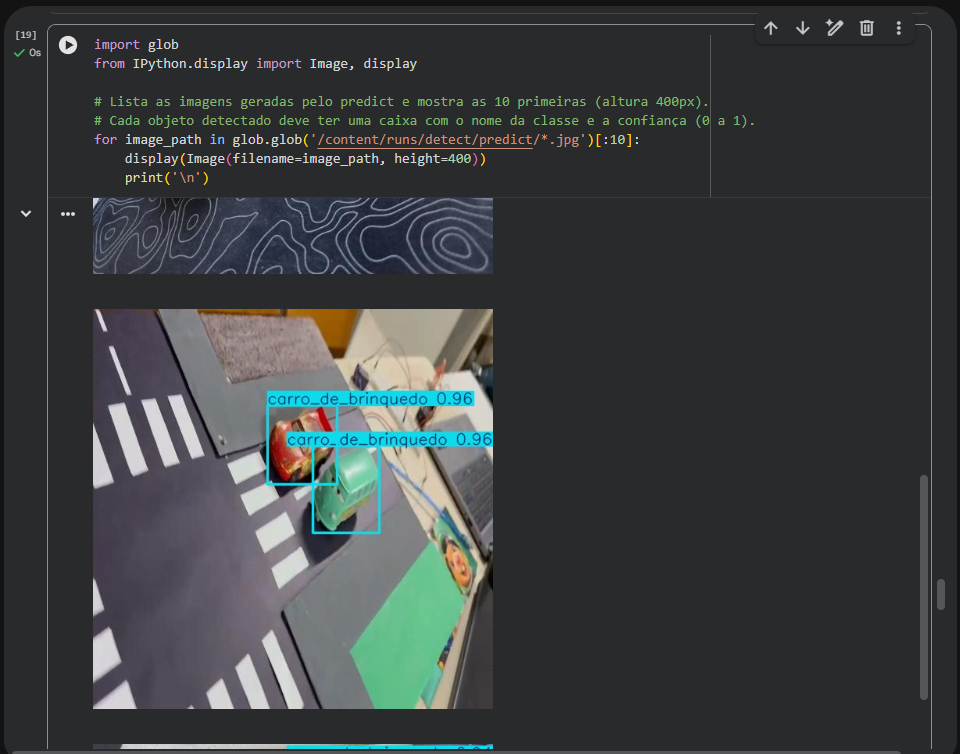 [19]
0s
import glob
from IPython.display import Image, display
# Lista as imagens geradas pelo predict e mostra as 10 primeiras (altura 400px).
# Cada objeto detectado deve ter uma caixa com o nome da classe e a confiança (0 a 1).
for image_path in glob.glob('/content/runs/detect/predict/*.jpg')[:10]:
    display(Image(filename=image_path, height=400))
    print('\n')
carro_de_brinquedo 0.96
carro_de_brinquedo 0.96